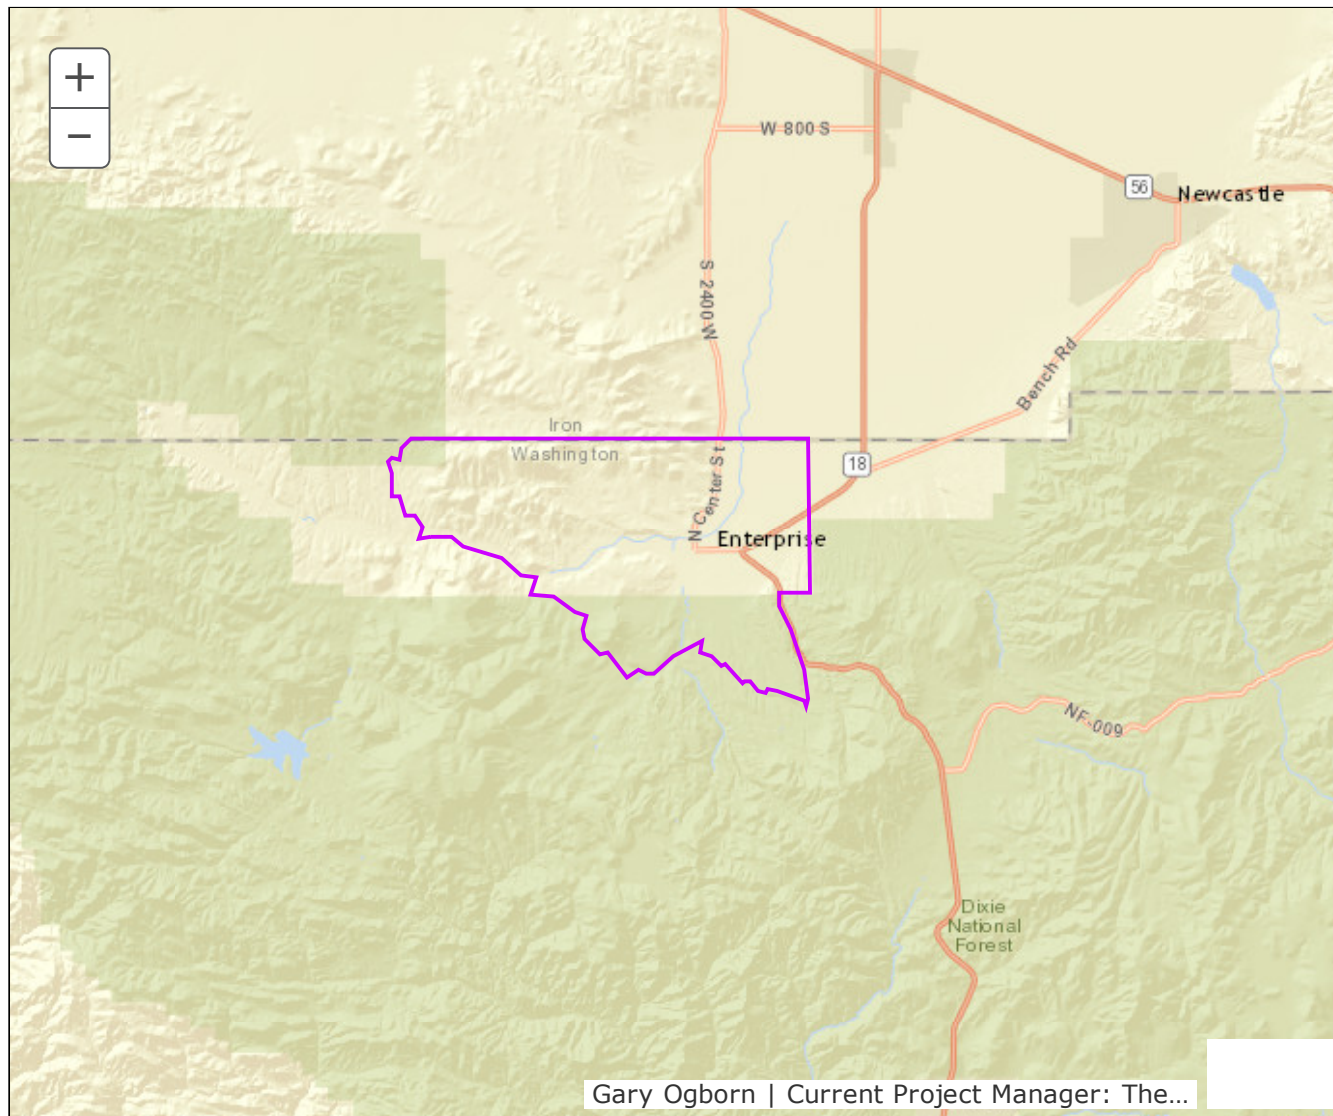 +
−
W 800 S
56
Newcastle
S 2400 W
Bench Rd
Iron
Washington
N Center St
18
Enterprise
NF-009
Dixie
National
Forest
Gary Ogborn | Current Project Manager: The...